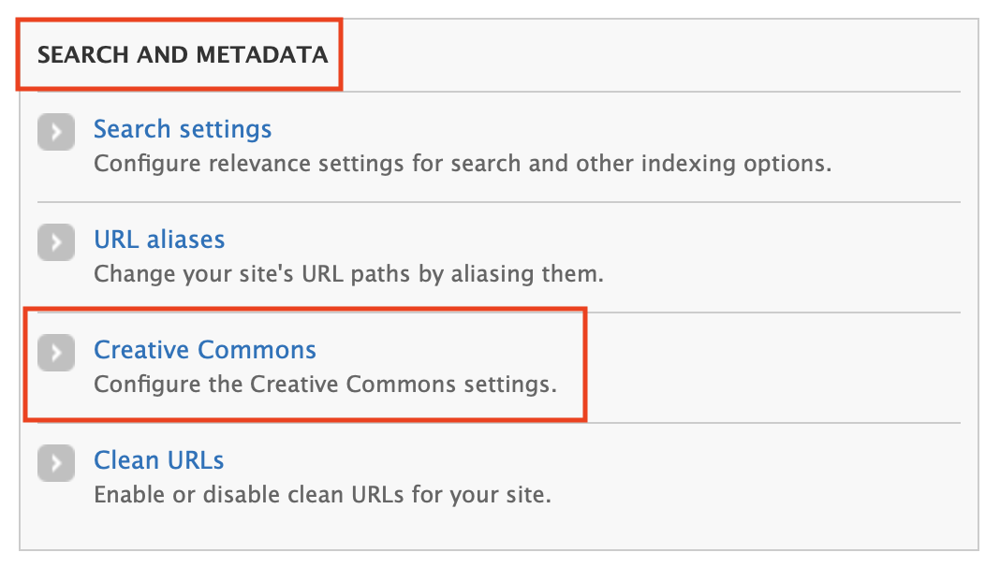 SEARCH AND METADATA
Search settings
Configure relevance settings for search and other indexing options.
URL aliases
Change your site's URL paths by aliasing them.
Creative Commons
Configure the Creative Commons settings.
Clean URLs
Enable or disable clean URLs for your site.